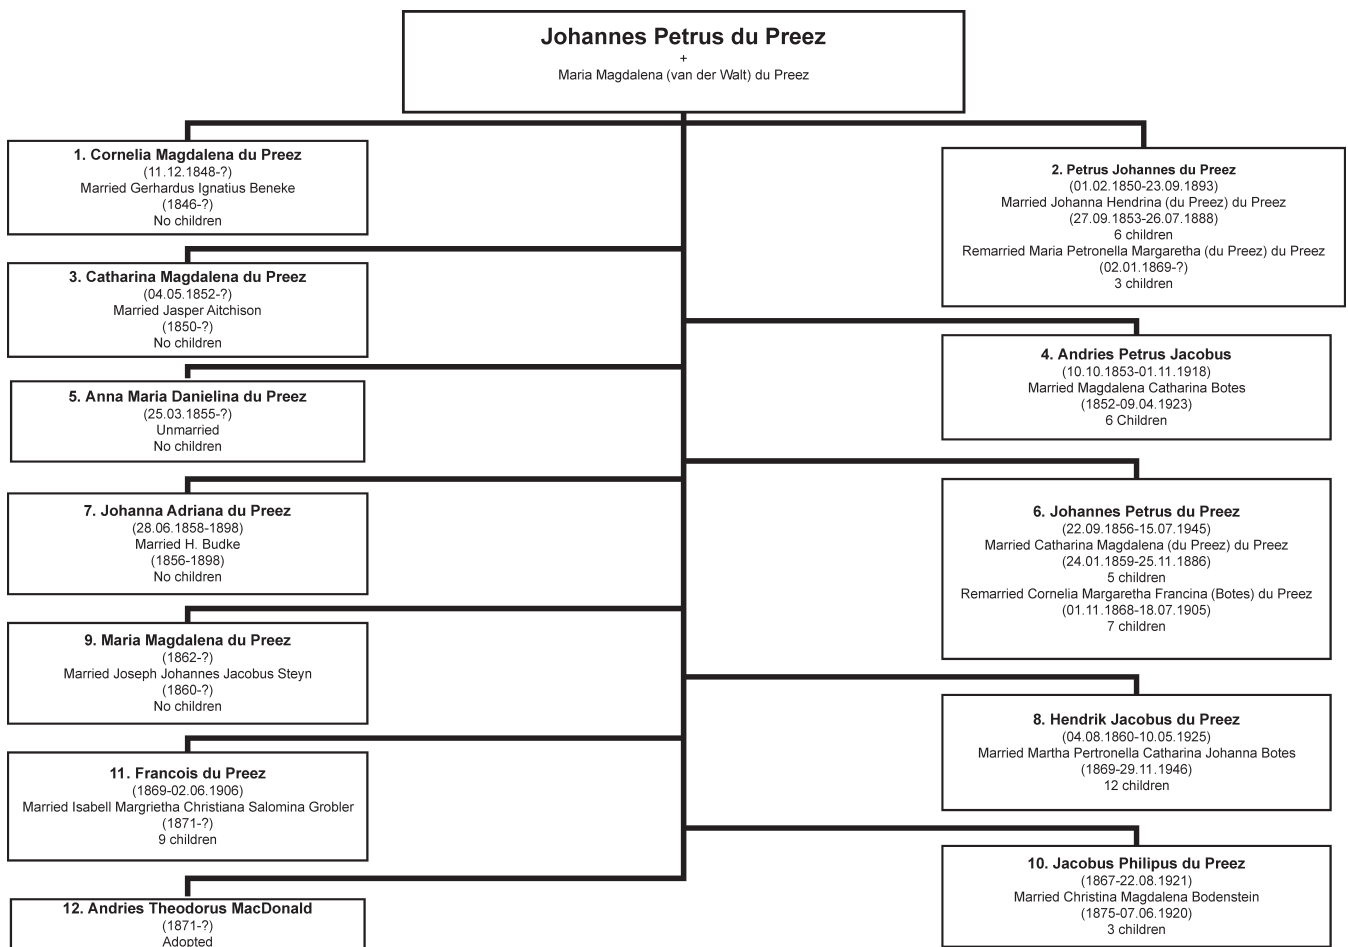 Johannes Petrus du Preez
+
Maria Magdalena (van der Walt) du Preez
1. Cornelia Magdalena du Preez
(11.12.1848-?)
Married Gerhardus Ignatius Beneke
(1846-?)
No children
2. Petrus Johannes du Preez
(01.02.1850-23.09.1893)
Married Johanna Hendrina (du Preez) du Preez
(27.09.1853-26.07.1888)
6 children
Remarried Maria Petronella Margaretha (du Preez) du Preez
(02.01.1869-?)
3 children
3. Catharina Magdalena du Preez
(04.05.1852-?)
Married Jasper Aitchison
(1850-?)
No children
4. Andries Petrus Jacobus
(10.10.1853-01.11.1918)
Married Magdalena Catharina Botes
(1852-09.04.1923)
6 Children
5. Anna Maria Danielina du Preez
(25.03.1855-?)
Unmarried
No children
6. Johannes Petrus du Preez
(22.09.1856-15.07.1945)
Married Catharina Magdalena (du Preez) du Preez
(24.01.1859-25.11.1886)
5 children
Remarried Cornelia Margaretha Francina (Botes) du Preez
(01.11.1868-18.07.1905)
7 children
7. Johanna Adriana du Preez
(28.06.1858-1898)
Married H. Budke
(1856-1898)
No children
8. Hendrik Jacobus du Preez
(04.08.1860-10.05.1925)
Married Martha Pertronella Catharina Johanna Botes
(1869-29.11.1946)
12 children
9. Maria Magdalena du Preez
(1862-?)
Married Joseph Johannes Jacobus Steyn
(1860-?)
No children
10. Jacobus Philipus du Preez
(1867-22.08.1921)
Married Christina Magdalena Bodenstein
(1875-07.06.1920)
3 children
11. Francois du Preez
(1869-02.06.1906)
Married Isabell Margrietha Christiana Salomina Grobler
(1871-?)
9 children
12. Andries Theodorus MacDonald
(1871-?)
Adopted